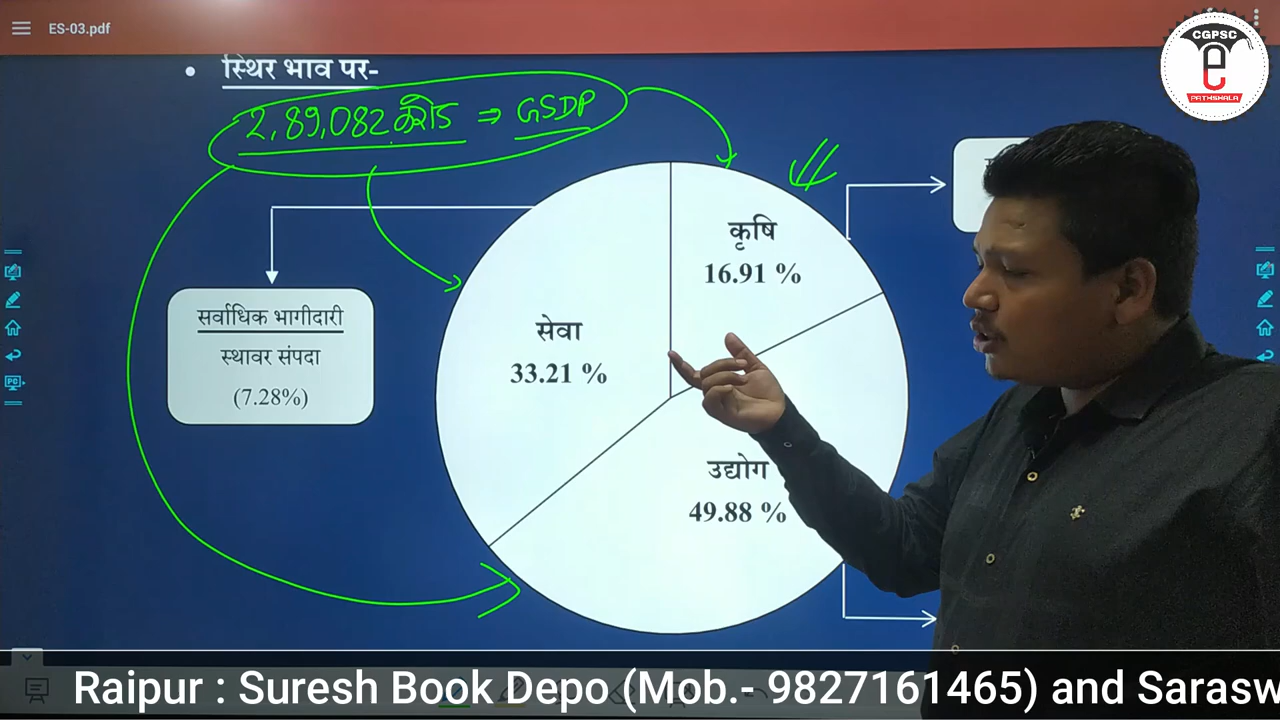 ES-03.pdf
CGPSC
e
PATHSHALA
• स्थिर भाव पर-
2,89,082 करोड ⇒ GSDP
कृषि
16.91 %
सेवा
33.21 %
सर्वाधिक भागीदारी
स्थावर संपदा
(7.28%)
उद्योग
49.88 %
Raipur : Suresh Book Depo (Mob.- 9827161465) and Sarasw